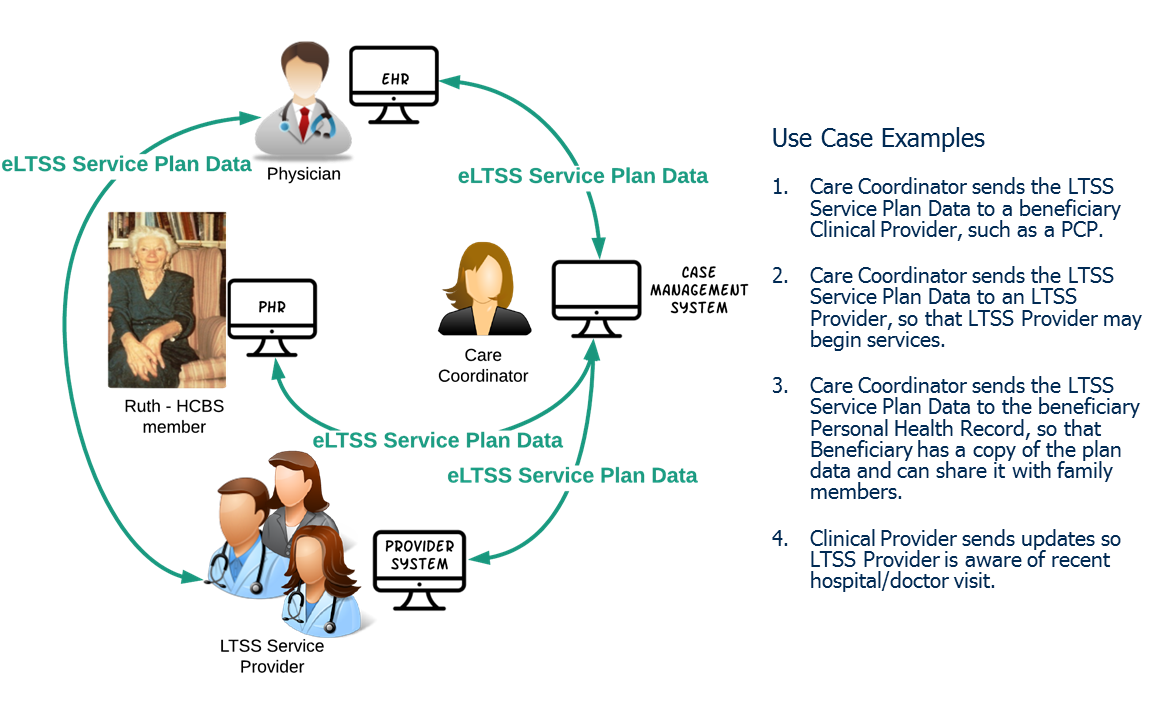 EHR
eLTSS Service Plan Data
Physician
eLTSS Service Plan Data
PHR
Ruth - HCBS
member
Care
Coordinator
CASE
MANAGEMENT
SYSTEM
eLTSS Service Plan Data
eLTSS Service Plan Data
PROVIDER
SYSTEM
LTSS Service
Provider
Use Case Examples
1. Care Coordinator sends the LTSS
Service Plan Data to a beneficiary
Clinical Provider, such as a PCP.
2. Care Coordinator sends the LTSS
Service Plan Data to an LTSS
Provider, so that LTSS Provider may
begin services.
3. Care Coordinator sends the LTSS
Service Plan Data to the beneficiary
Personal Health Record, so that
Beneficiary has a copy of the plan
data and can share it with family
members.
4. Clinical Provider sends updates so
LTSS Provider is aware of recent
hospital/doctor visit.